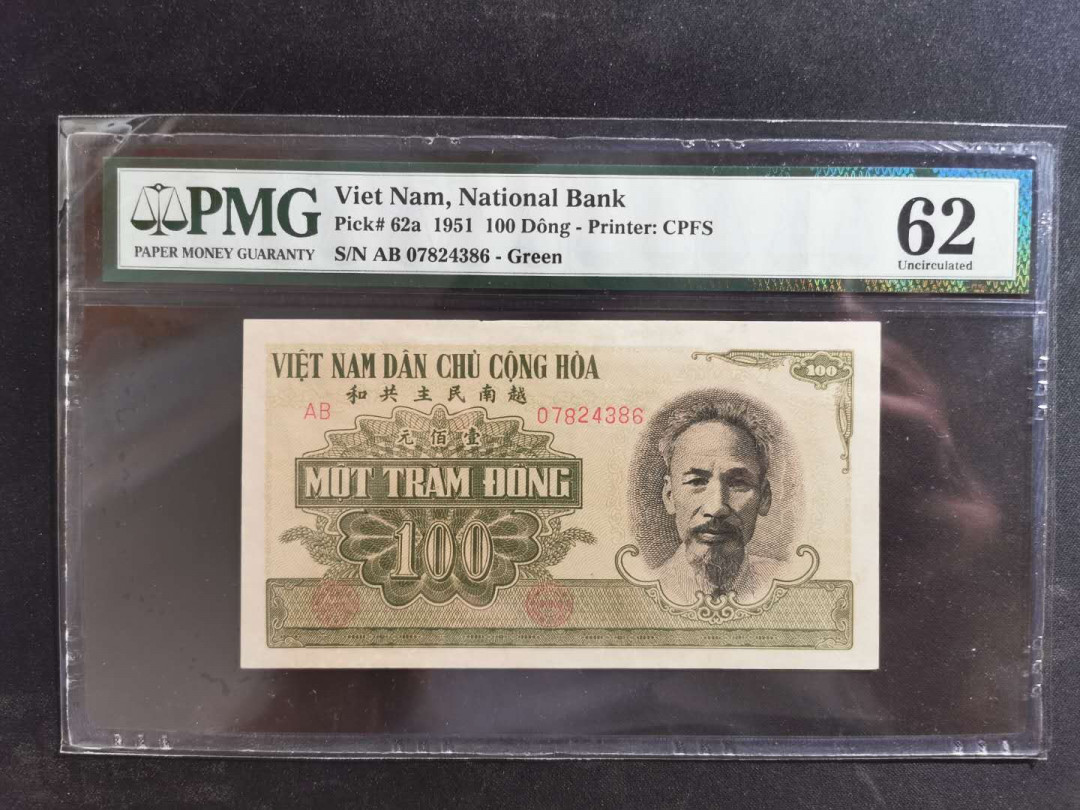 PMG
PAPER MONEY GUARANTY
Viet Nam, National Bank
Pick# 62a 1951 100 Dông - Printer: CPFS
S/N AB 07824386 - Green
62
Uncirculated
VIỆT NAM DÂN CHỦ CỘNG HÒA
100
和共主民南越
AB 07824386
元佰壹
MỘT TRĂM ĐỒNG
100